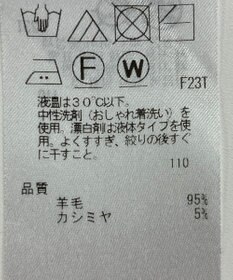 F
W
F23T
液温は30℃以下。
中性洗剤(おしゃれ着洗い)を
使用。漂白剤は液体タイプを使
用。よくすすぎ、絞りの後すぐ
に干すこと。
110
品質
羊毛 95%
カシミヤ 5%